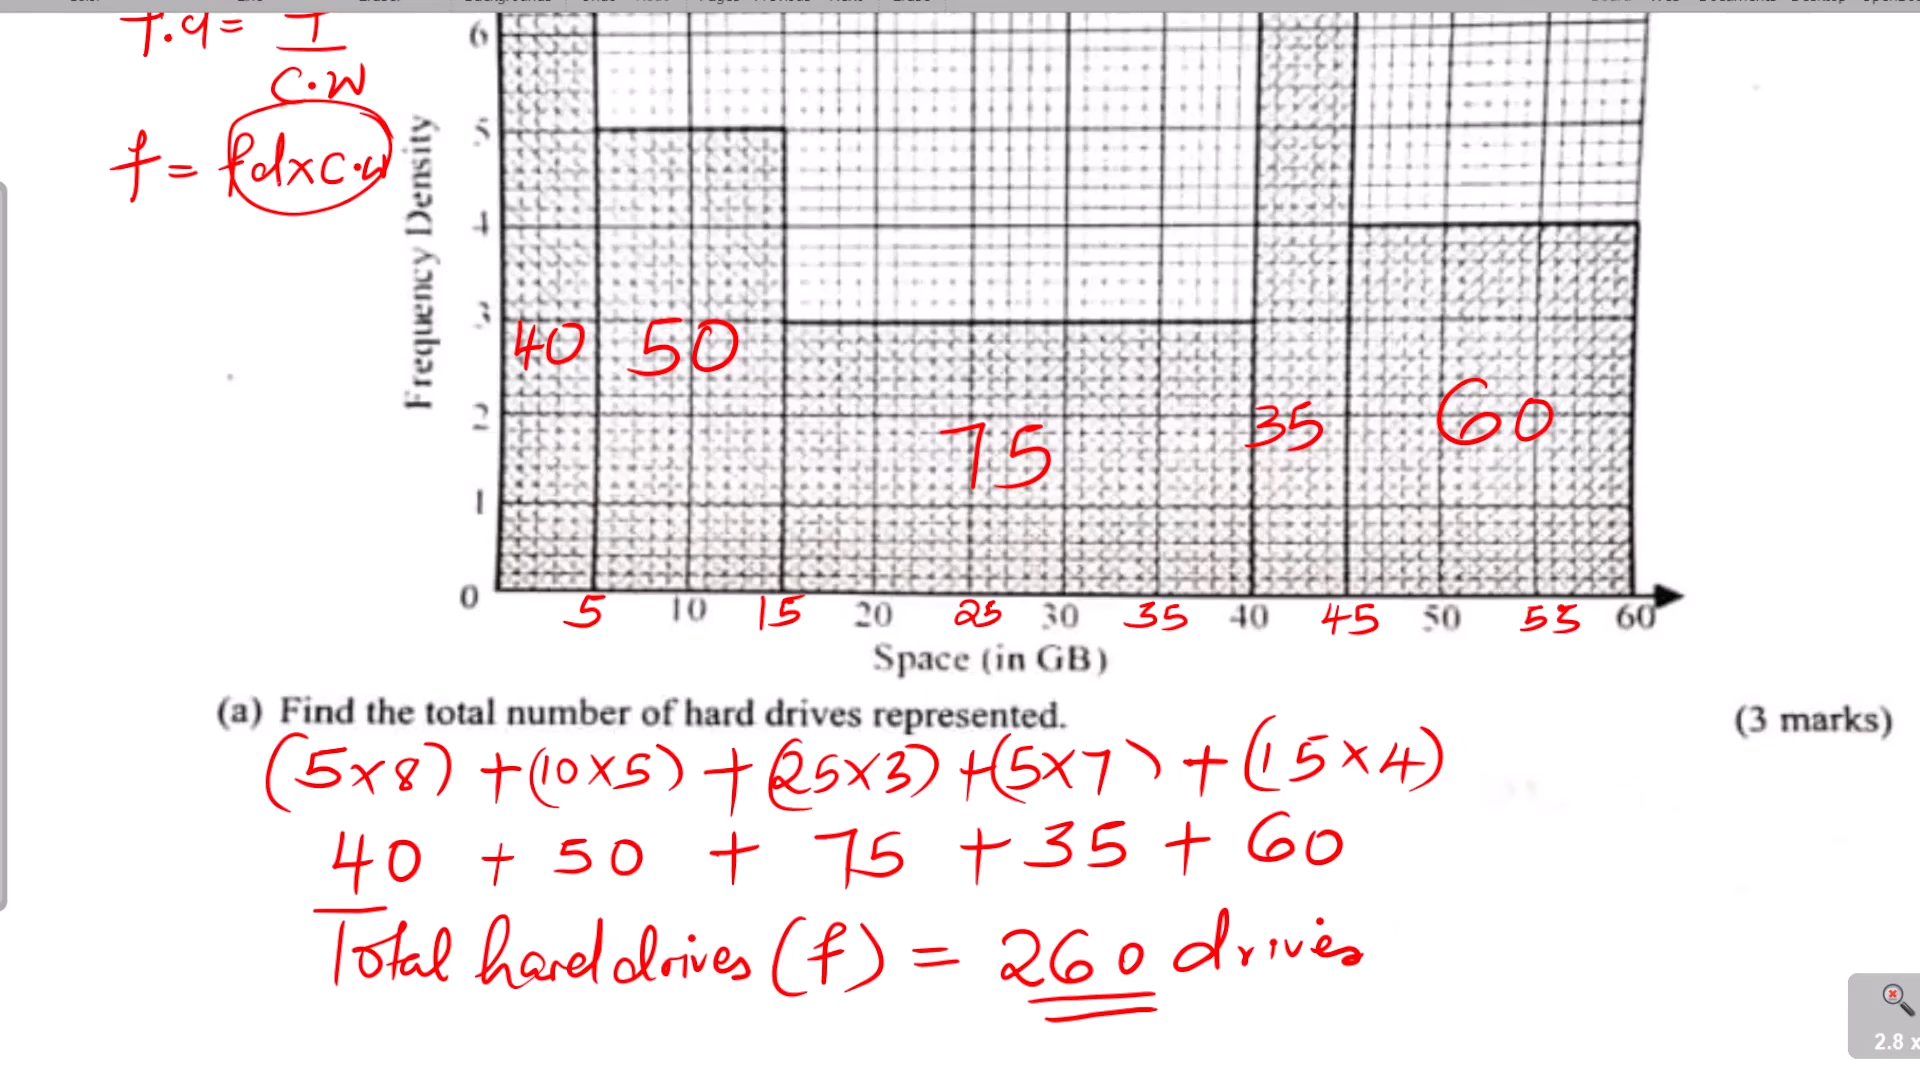 f.d = f
C.W
f = fdxC.w
Frequency Density
6
5
4
3
2
1
0
40 50 75 35 60
5 10 15 20 25 30 35 40 45 50 55 60
Space (in GB)
(a) Find the total number of hard drives represented. (3 marks)
(5x8) +(10x5) + (25x3) +(5x7) + (15x4)
40 + 50 + 75 + 35 + 60
Total hard drives (f) = 260 drives
2.8 x